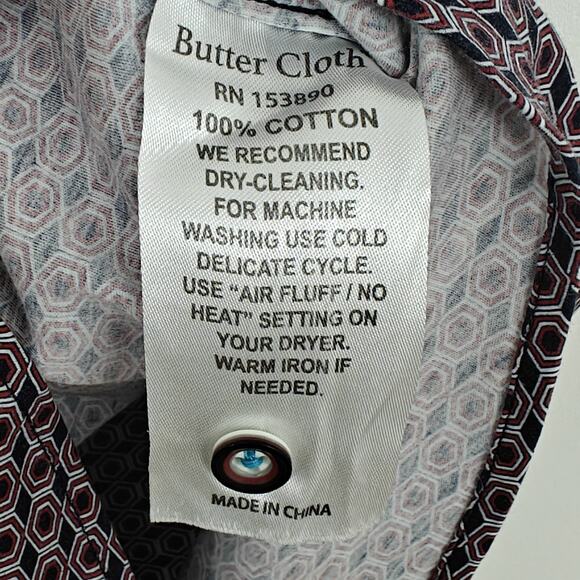 Butter Cloth
RN 153890
100% COTTON
WE RECOMMEND
DRY-CLEANING.
FOR MACHINE
WASHING USE COLD
DELICATE CYCLE.
USE “AIR FLUFF / NO
HEAT” SETTING ON
YOUR DRYER.
WARM IRON IF
NEEDED.
MADE IN CHINA